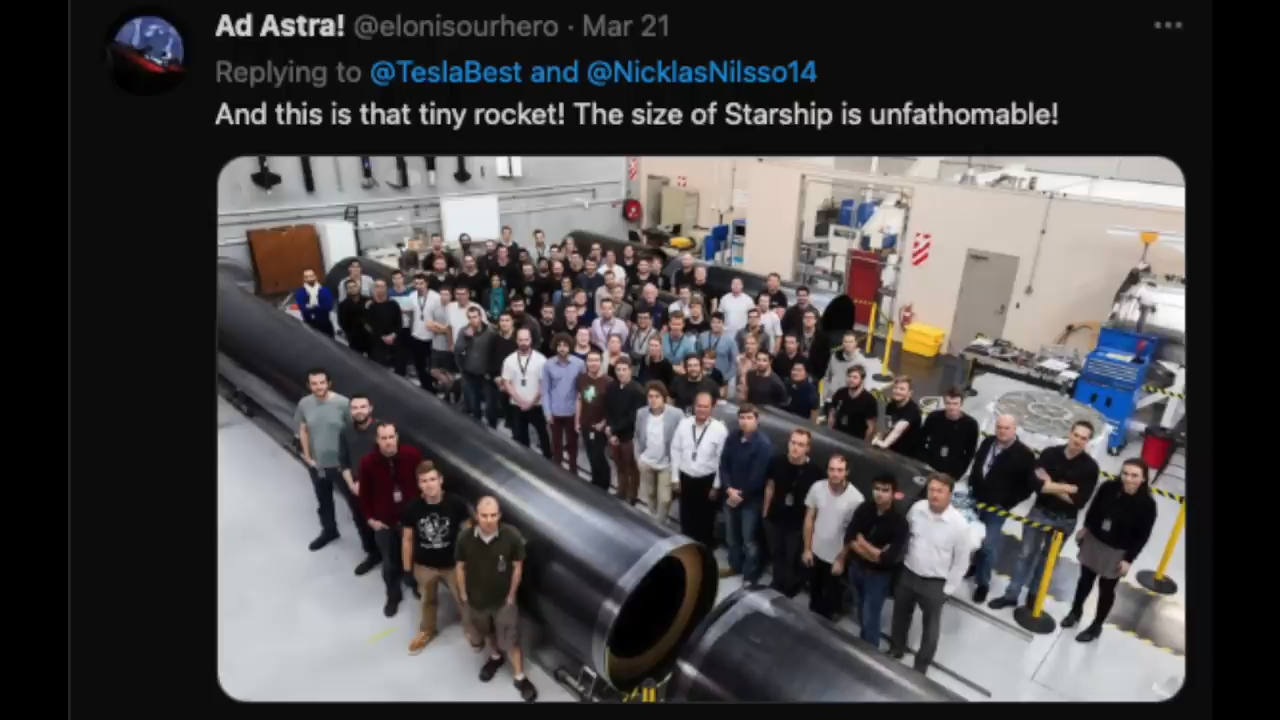 Ad Astra! @elonisourhero · Mar 21
Replying to @TeslaBest and @NicklasNilsso14
And this is that tiny rocket! The size of Starship is unfathomable!